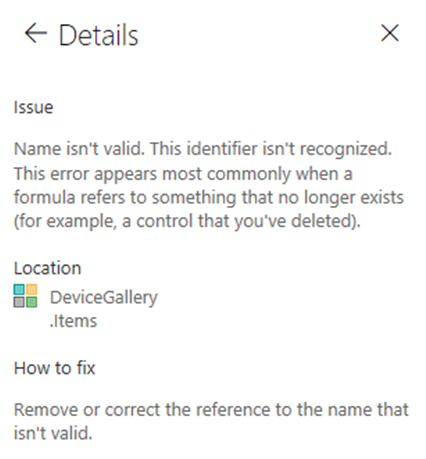 Details
Issue
Name isn't valid. This identifier isn't recognized.
This error appears most commonly when a
formula refers to something that no longer exists
(for example, a control that you've deleted).
Location
DeviceGallery
.Items
How to fix
Remove or correct the reference to the name that
isn't valid.